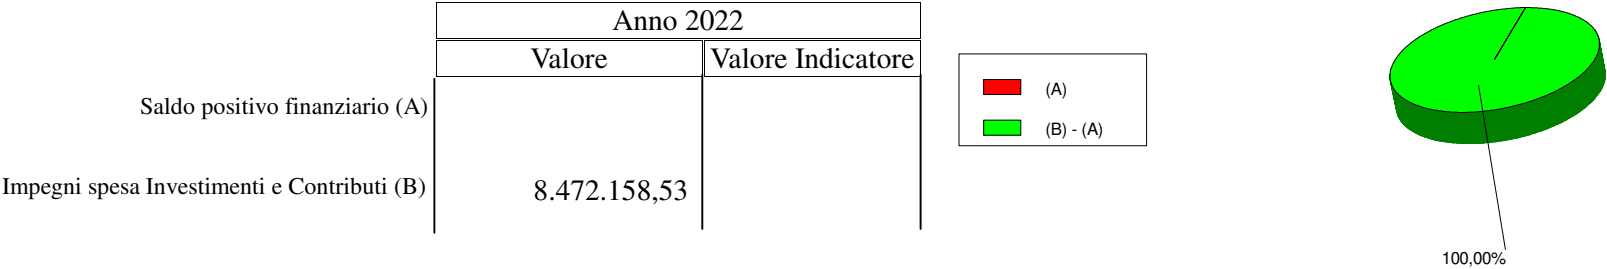 Anno 2022
Valore Valore Indicatore
Saldo positivo finanziario (A)
Impegni spesa Investimenti e Contributi (B) 8.472.158,53
(A)
(B) - (A)
100,00%